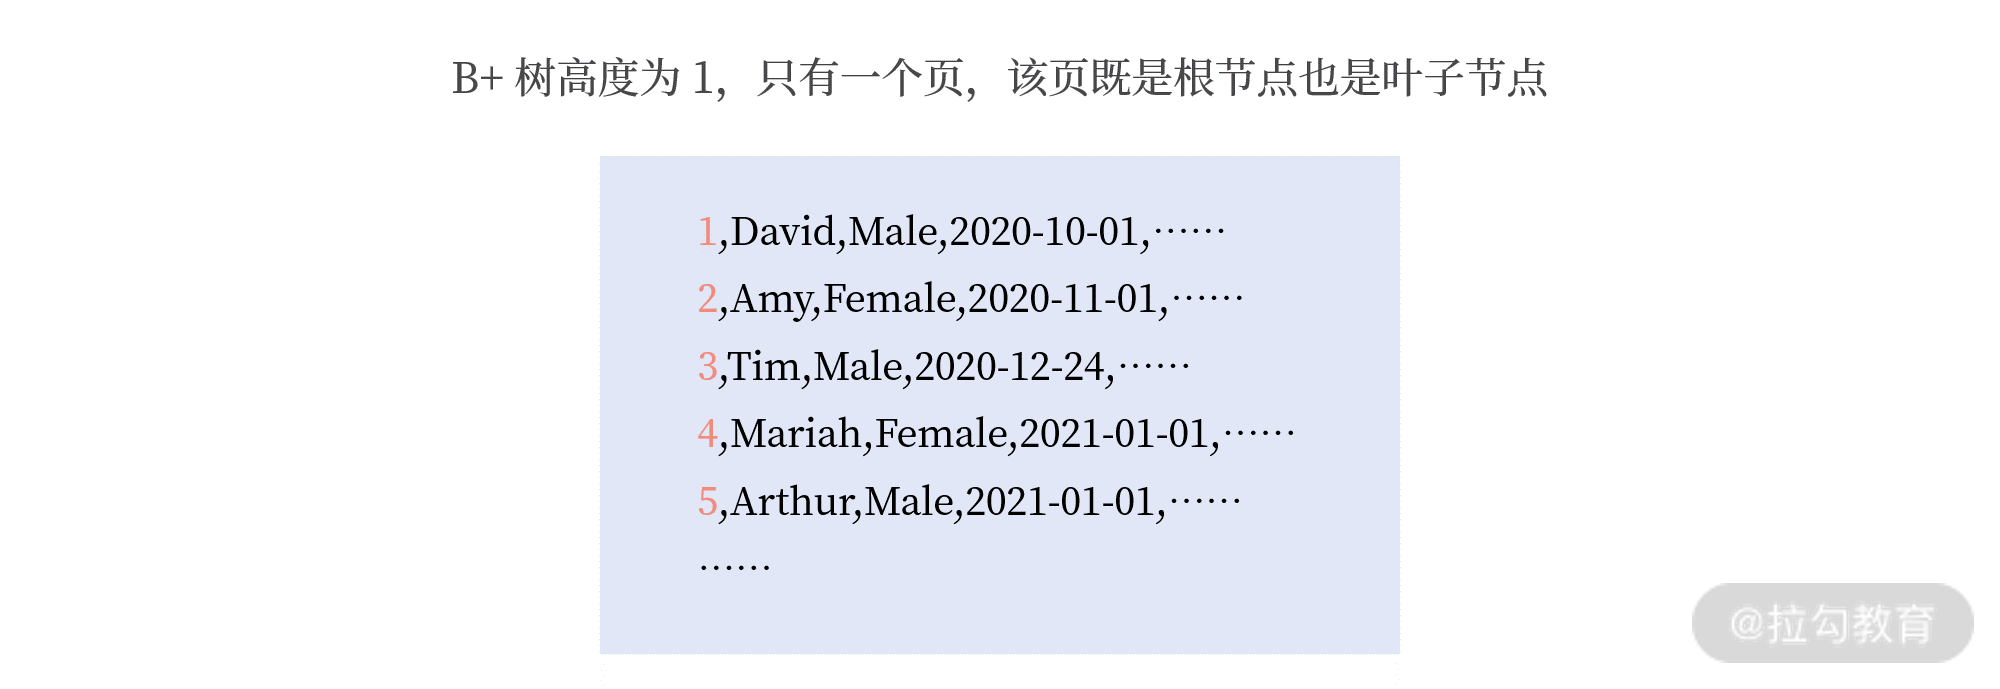 B+ 树高度为 1，只有一个页，该页既是根节点也是叶子节点
1,David,Male,2020-10-01,⋯⋯
2,Amy,Female,2020-11-01,⋯⋯
3,Tim,Male,2020-12-24,⋯⋯
4,Mariah,Female,2021-01-01,⋯⋯
5,Arthur,Male,2021-01-01,⋯⋯
⋯⋯
@拉勾教育